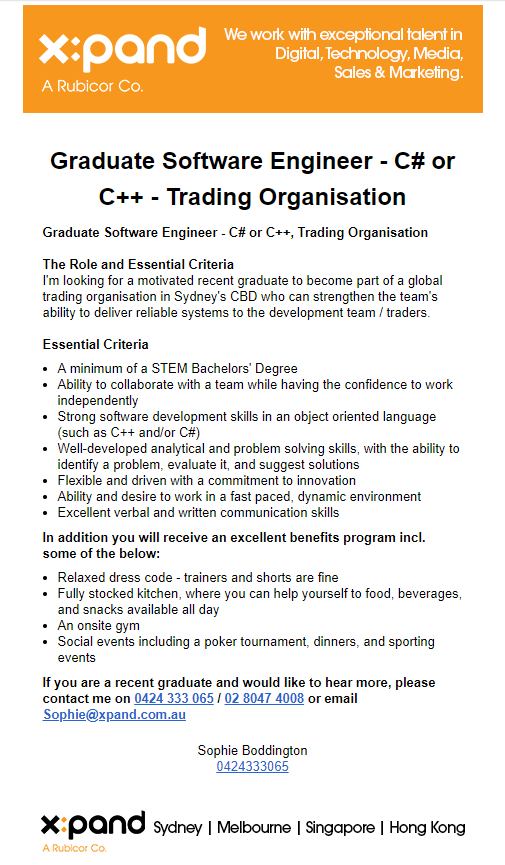 x:pand
A Rubicor Co.
We work with exceptional talent in
Digital, Technology, Media,
Sales & Marketing.
Graduate Software Engineer - C# or
C++ - Trading Organisation
Graduate Software Engineer - C# or C++, Trading Organisation
The Role and Essential Criteria
I'm looking for a motivated recent graduate to become part of a global
trading organisation in Sydney's CBD who can strengthen the team's
ability to deliver reliable systems to the development team / traders.
Essential Criteria
• A minimum of a STEM Bachelors' Degree
• Ability to collaborate with a team while having the confidence to work
independently
• Strong software development skills in an object oriented language
(such as C++ and/or C#)
• Well-developed analytical and problem solving skills, with the ability to
identify a problem, evaluate it, and suggest solutions
• Flexible and driven with a commitment to innovation
• Ability and desire to work in a fast paced, dynamic environment
• Excellent verbal and written communication skills
In addition you will receive an excellent benefits program incl.
some of the below:
• Relaxed dress code - trainers and shorts are fine
• Fully stocked kitchen, where you can help yourself to food, beverages,
and snacks available all day
• An onsite gym
• Social events including a poker tournament, dinners, and sporting
events
If you are a recent graduate and would like to hear more, please
contact me on 0424 333 065 / 02 8047 4008 or email
Sophie@xpand.com.au
Sophie Boddington
0424333065
x:pand Sydney | Melbourne | Singapore | Hong Kong
A Rubicor Co.